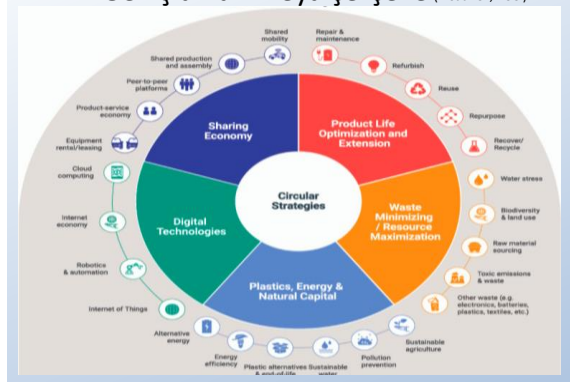 Shared
mobility
Shared production
and assembly
Peer-to-peer
platforms
Product-service
economy
Equipment
rental/leasing
Repair &
maintenance
Refurbish
Reuse
Repurpose
Recover/
Recycle
Sharing
Economy
Product Life
Optimization and
Extension
Circular
Strategies
Digital
Technologies
Waste
Minimizing
/ Resource
Maximization
Plastics, Energy &
Natural Capital
Cloud
computing
Internet
economy
Robotics
& automation
Internet of Things
Water stress
Biodiversity
& land use
Raw material
sourcing
Toxic emissions
& waste
Other waste (e.g.
electronics, batteries,
plastics, textiles, etc.)
Alternative
energy
Energy
efficiency
Plastic alternatives
& end-of-life
Sustainable
water
Pollution
prevention
Sustainable
agriculture